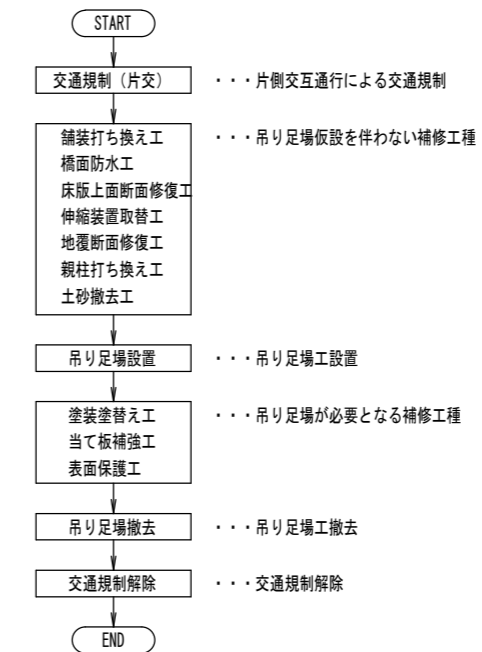 START
交通規制（片交） ・・・片側交互通行による交通規制
舗装打ち換え工 ・・・吊り足場仮設を伴わない補修工種
橋面防水工
床版上面断面修復工
伸縮装置取替工
地覆断面修復工
親柱打ち換え工
土砂撤去工
吊り足場設置 ・・・吊り足場工設置
塗装塗替え工 ・・・吊り足場が必要となる補修工種
当て板補強工
表面保護工
吊り足場撤去 ・・・吊り足場工撤去
交通規制解除 ・・・交通規制解除
END